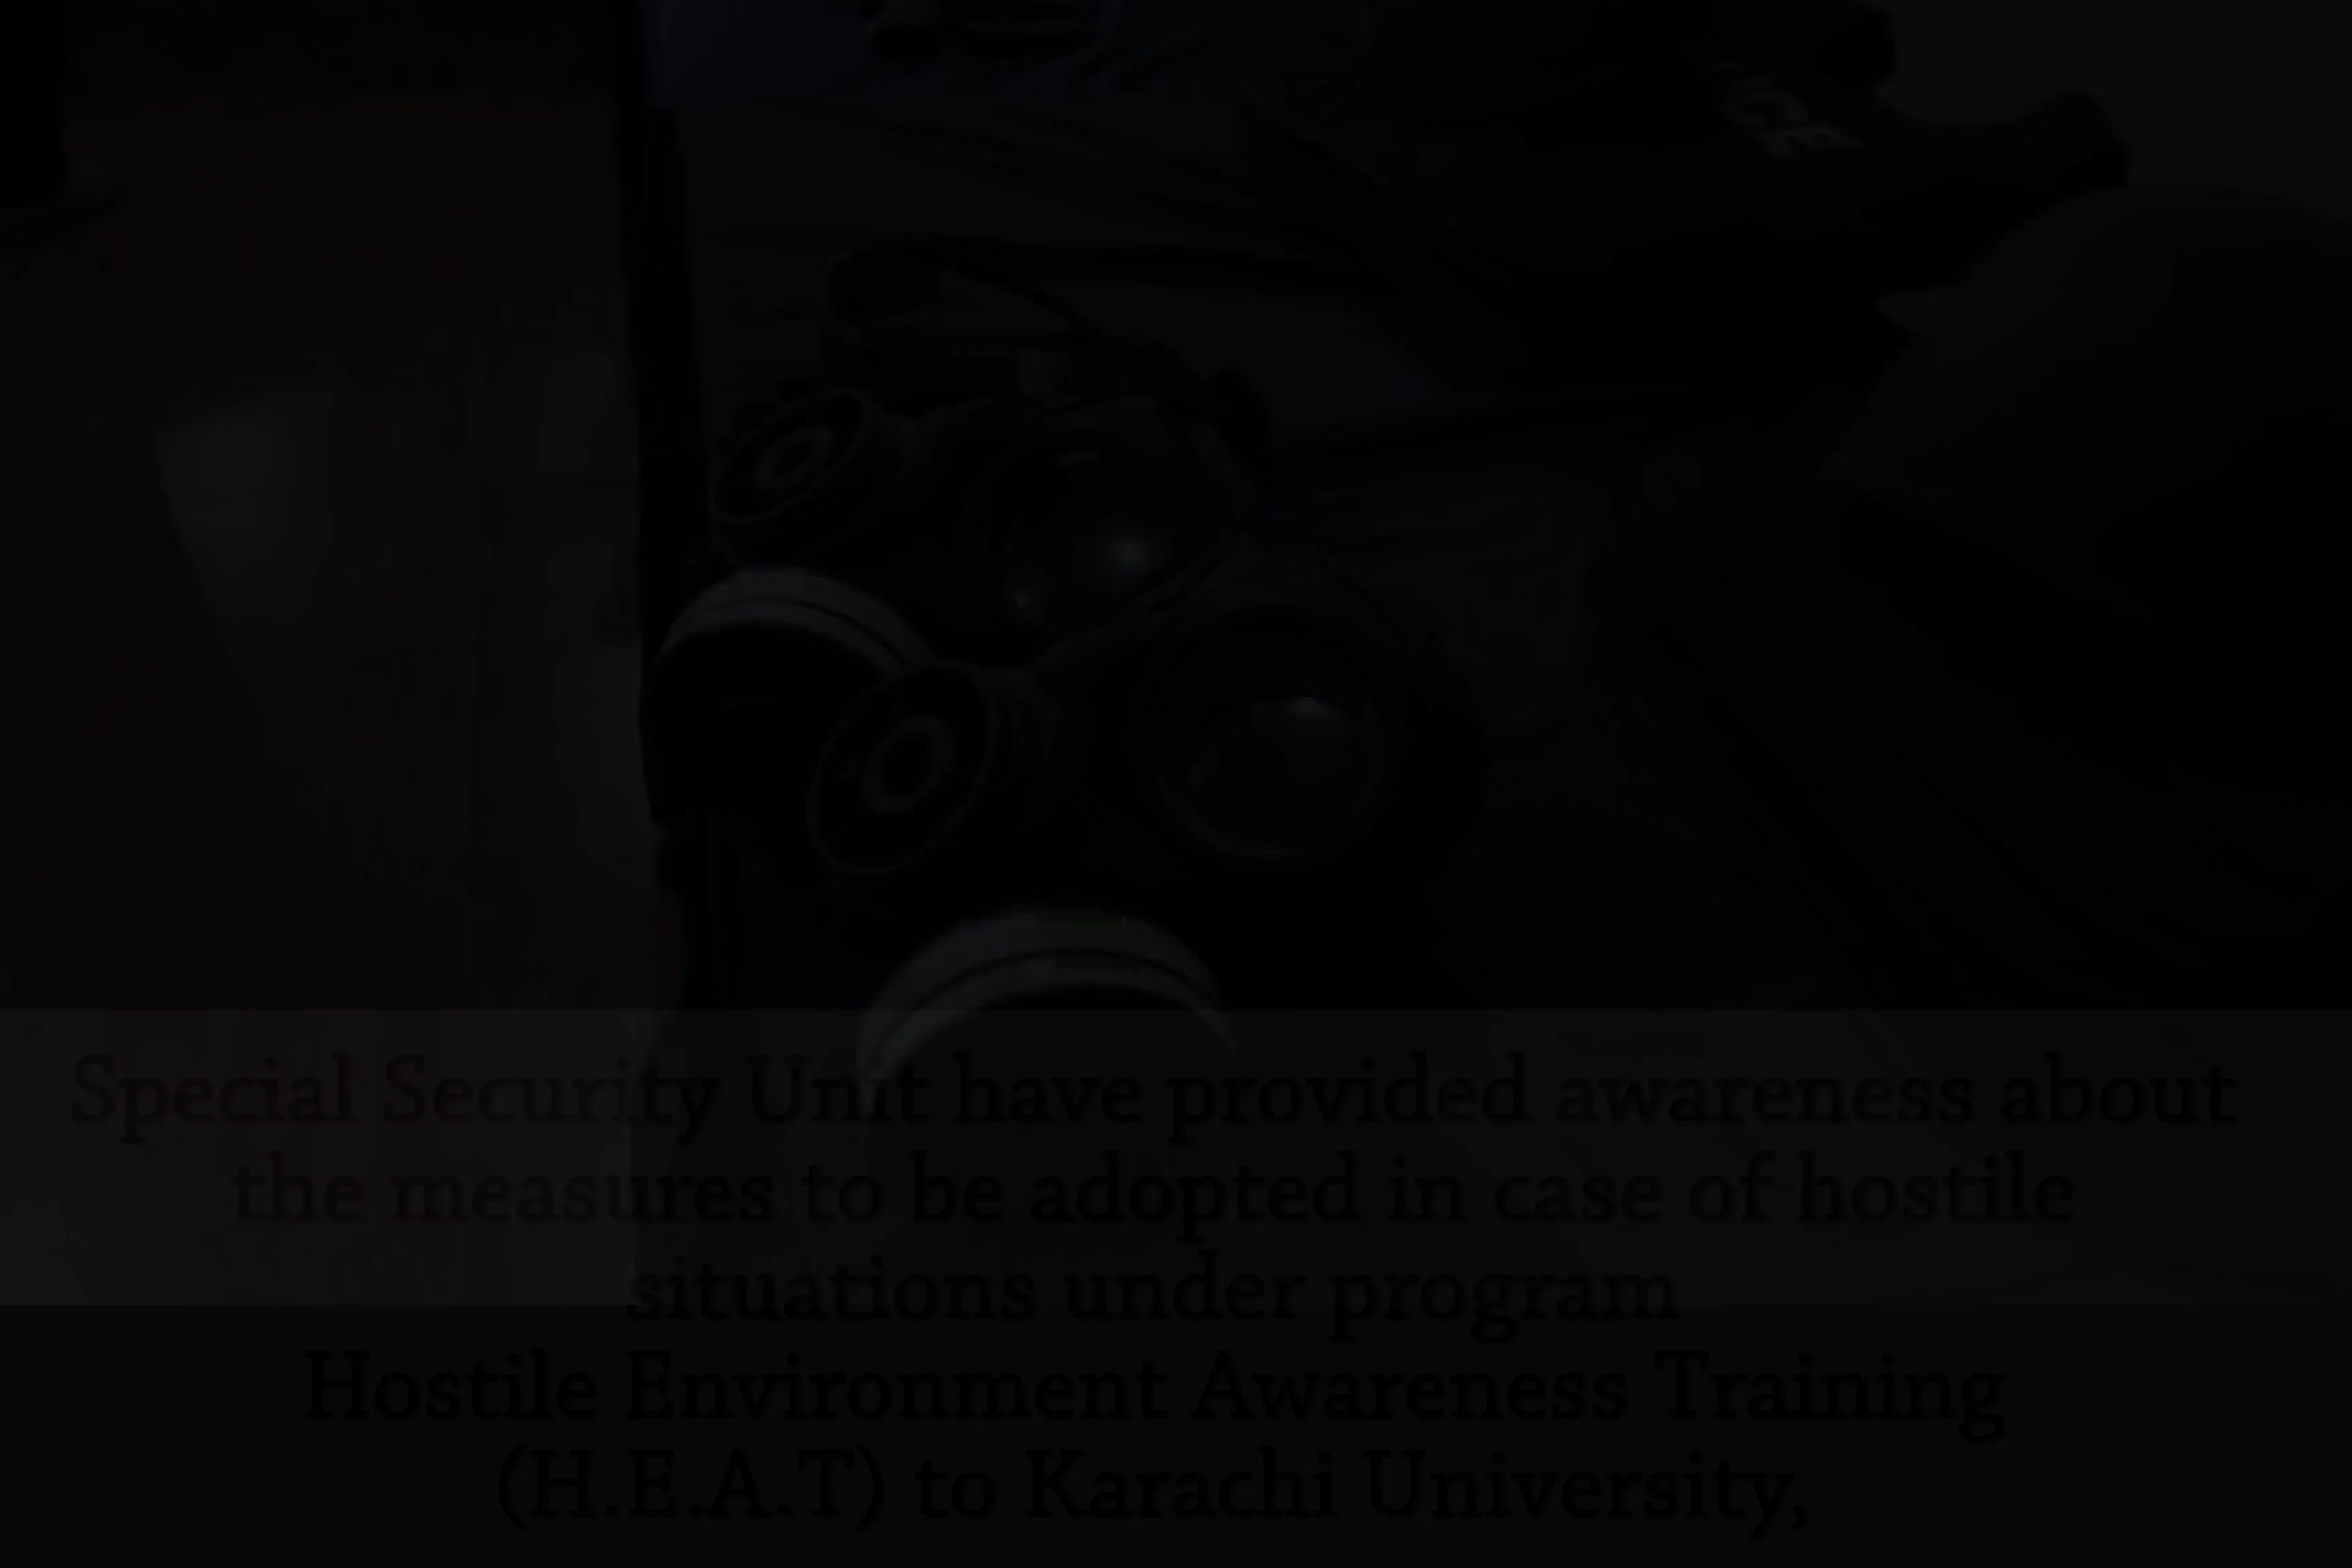 Special Security Unit have provided awareness about
the measures to be adopted in case of hostile
situations under program
Hostile Environment Awareness Training
(H.E.A.T) to Karachi University,